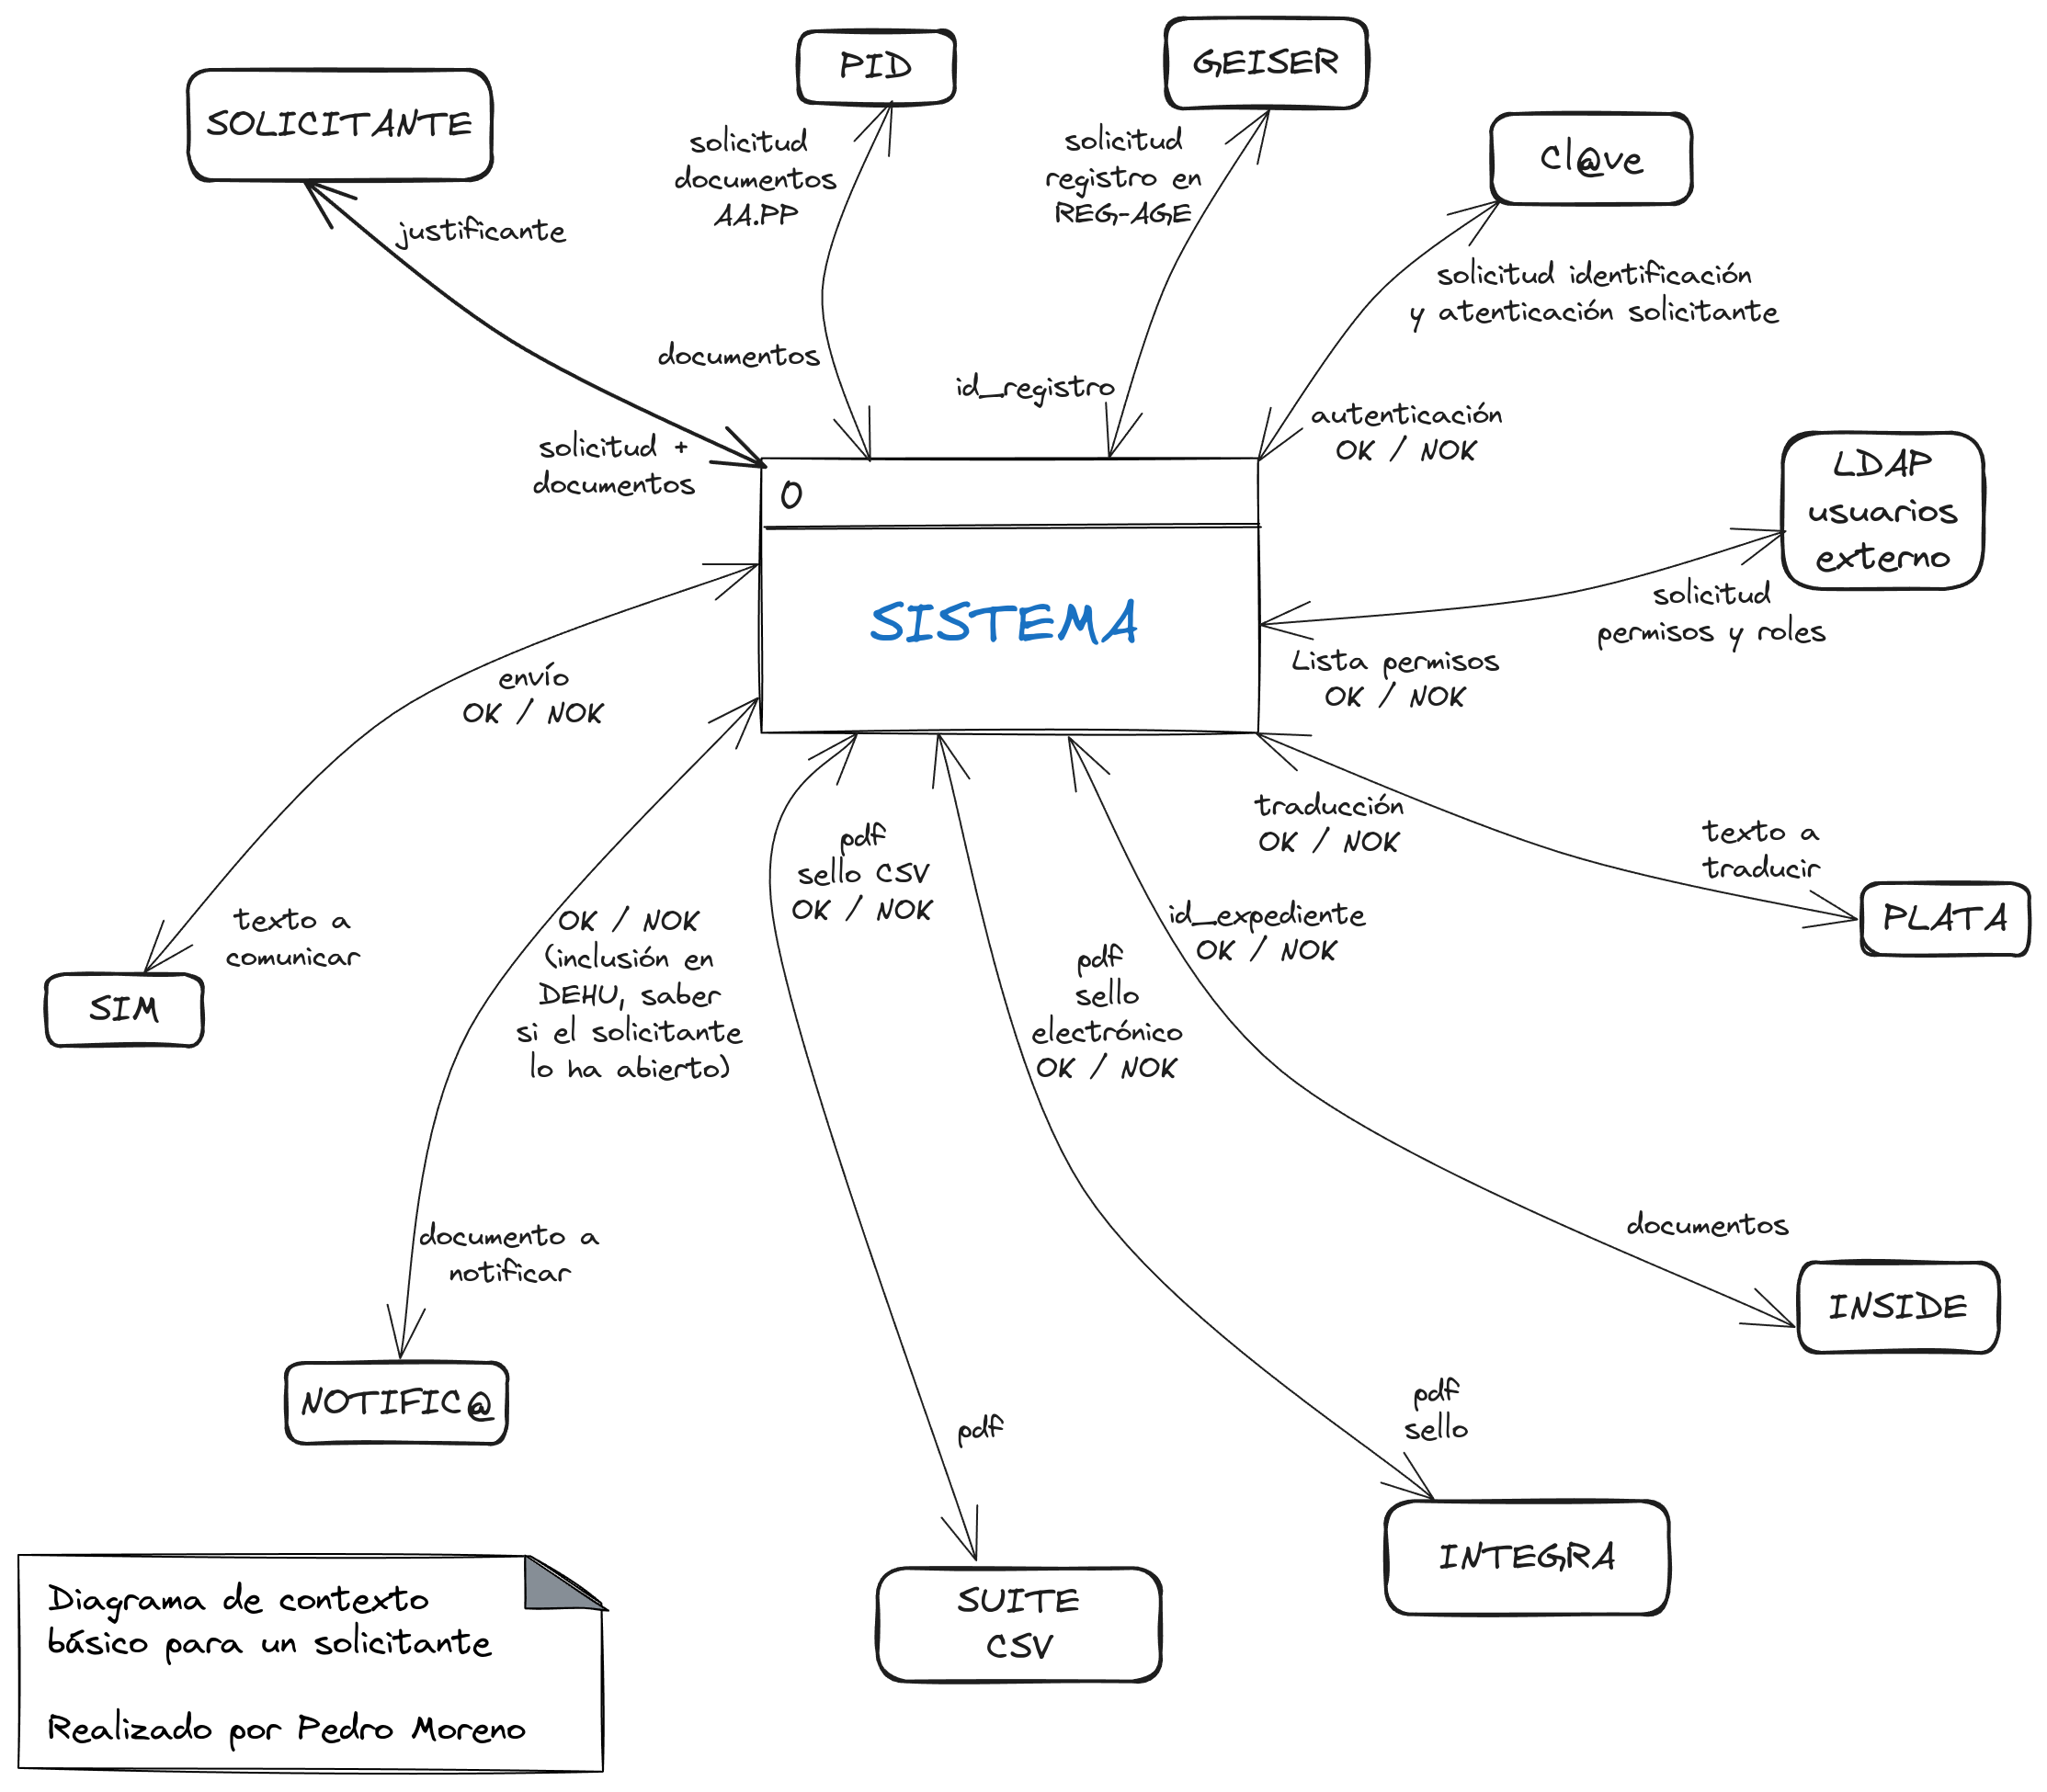 SOLICITANTE
PID
GEISER
Cl@ve
justificante
solicitud
documentos
AA.PP
solicitud
registro en
REG-AGE
solicitud identificación
y atenticación solicitante
documentos
id_registro
autenticación
OK / NOK
solicitud +
documentos
LDAP
usuarios
externo
0
SISTEMA
solicitud
permisos y roles
Lista permisos
OK / NOK
envío
OK / NOK
texto a
comunicar
SIM
OK / NOK
(inclusión en
DEHU, saber
si el solicitante
lo ha abierto)
documento a
notificar
NOTIFIC@
pdf
sello CSV
OK / NOK
pdf
SUITE
CSV
pdf
sello
electrónico
OK / NOK
pdf
sello
INTEGRA
id_expediente
OK / NOK
documentos
INSIDE
traducción
OK / NOK
texto a
traducir
PLATA
Diagrama de contexto
básico para un solicitante
Realizado por Pedro Moreno